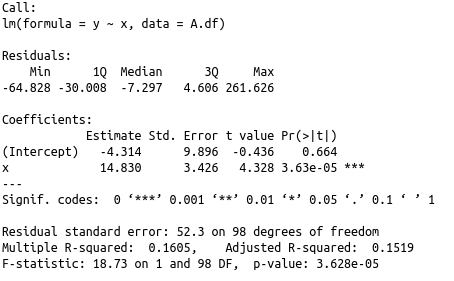 Call:
lm(formula = y ~ x, data = A.df)
Residuals:
    Min      1Q  Median      3Q     Max
-64.828 -30.008  -7.297   4.606 261.626
Coefficients:
            Estimate Std. Error t value Pr(>|t|)
(Intercept)   -4.314      9.896  -0.436    0.664
x             14.830      3.426   4.328 3.63e-05 ***
---
Signif. codes:  0 ‘***’ 0.001 ‘**’ 0.01 ‘*’ 0.05 ‘.’ 0.1 ‘ ’ 1
Residual standard error: 52.3 on 98 degrees of freedom
Multiple R-squared:  0.1605,    Adjusted R-squared:  0.1519
F-statistic: 18.73 on 1 and 98 DF,  p-value: 3.628e-05